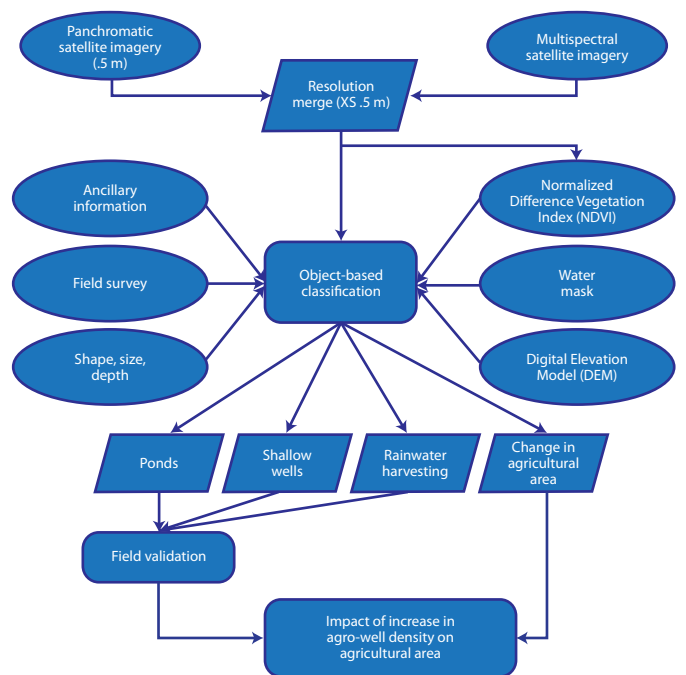 Panchromatic
satellite imagery
(.5 m)
Multispectral
satellite imagery
Resolution
merge (XS .5 m)
Ancillary
information
Normalized
Difference Vegetation
Index (NDVI)
Field survey
Object-based
classification
Water
mask
Shape, size,
depth
Digital Elevation
Model (DEM)
Ponds
Shallow
wells
Rainwater
harvesting
Change in
agricultural
area
Field validation
Impact of increase in
agro-well density on
agricultural area